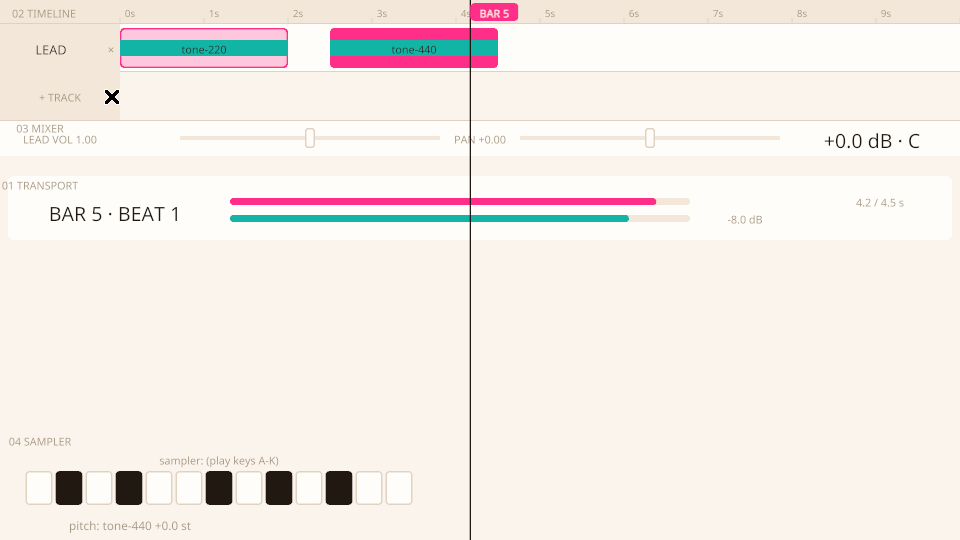 02 TIMELINE 0s 1s 2s 3s 4s BAR 5 5s 6s 7s 8s 9s
LEAD × tone-220 tone-440
+ TRACK
03 MIXER
LEAD VOL 1.00 PAN +0.00 +0.0 dB · C
01 TRANSPORT
BAR 5 · BEAT 1 4.2 / 4.5 s
-8.0 dB
04 SAMPLER
sampler: (play keys A-K)
pitch: tone-440 +0.0 st